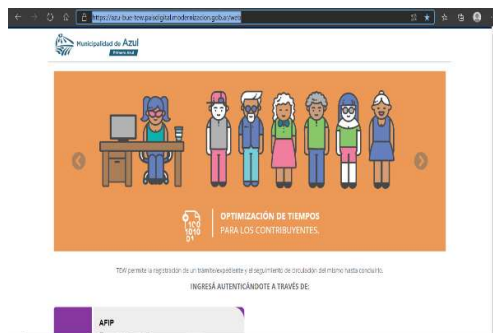 https://azu-bue-tew.paisdigital.modernizacion.gob.ar/web
Municipalidad de Azul
OPTIMIZACIÓN DE TIEMPOS
PARA LOS CONTRIBUYENTES.
TEW permite la registración de un trámite/expediente y el seguimiento de circulación del mismo hasta concluirlo.
INGRESÁ AUTENTICÁNDOTE A TRAVÉS DE:
AFIP